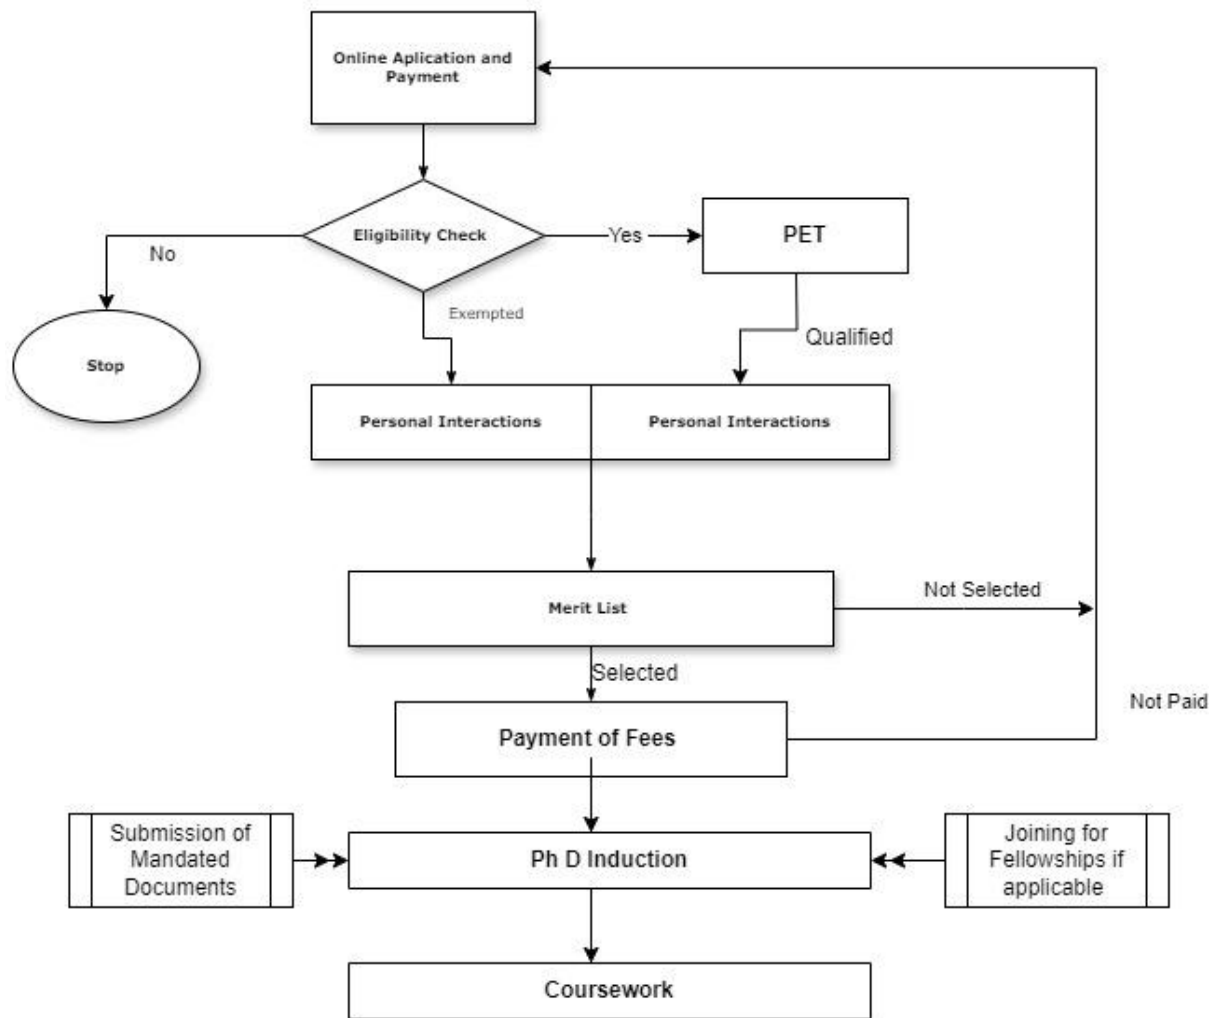 Online Aplication and
Payment
Eligibility Check
Yes
PET
No
Exempted
Qualified
Stop
Personal Interactions
Personal Interactions
Merit List
Not Selected
Selected
Not Paid
Payment of Fees
Submission of
Mandated
Documents
Ph D Induction
Joining for
Fellowships if
applicable
Coursework